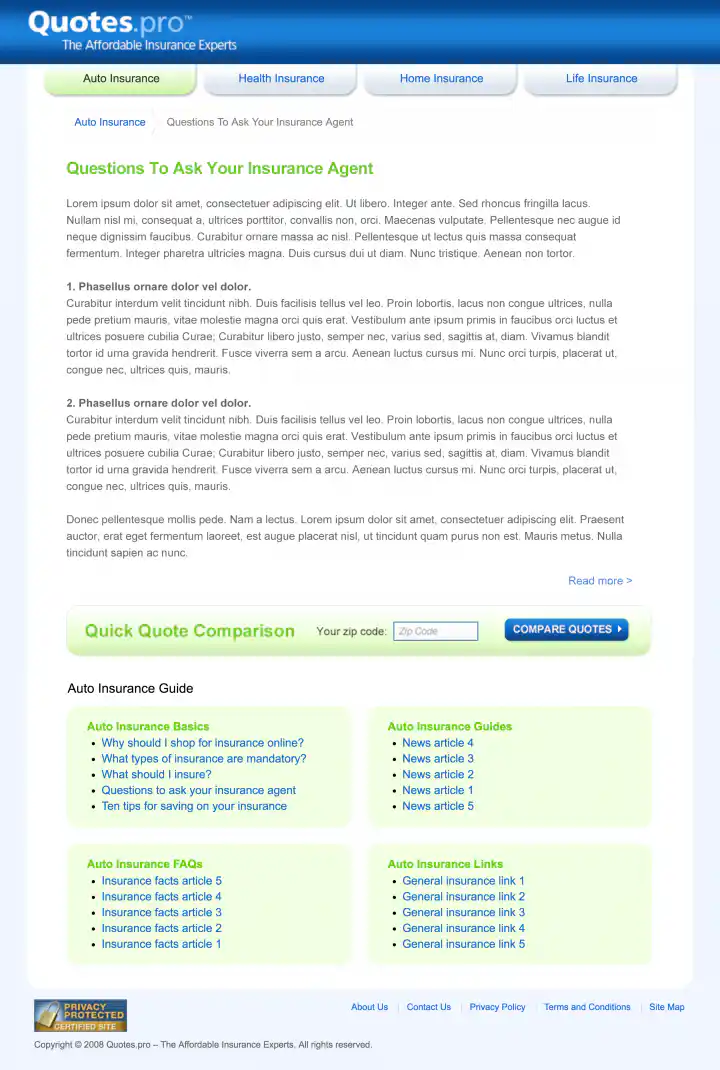 Quotes.pro™
The Affordable Insurance Experts
Auto Insurance Health Insurance Home Insurance Life Insurance
Auto Insurance Questions To Ask Your Insurance Agent
Questions To Ask Your Insurance Agent
Lorem ipsum dolor sit amet, consectetuer adipiscing elit. Ut libero. Integer ante. Sed rhoncus fringilla lacus.
Nullam nisl mi, consequat a, ultrices porttitor, convallis non, orci. Maecenas vulputate. Pellentesque nec augue id
neque dignissim faucibus. Curabitur ornare massa ac nisl. Pellentesque ut lectus quis massa consequat
fermentum. Integer pharetra ultricies magna. Duis cursus dui ut diam. Nunc tristique. Aenean non tortor.
1. Phasellus ornare dolor vel dolor.
Curabitur interdum velit tincidunt nibh. Duis facilisis tellus vel leo. Proin lobortis, lacus non congue ultrices, nulla
pede pretium mauris, vitae molestie magna orci quis erat. Vestibulum ante ipsum primis in faucibus orci luctus et
ultrices posuere cubilia Curae; Curabitur libero justo, semper nec, varius sed, sagittis at, diam. Vivamus blandit
tortor id urna gravida hendrerit. Fusce viverra sem a arcu. Aenean luctus cursus mi. Nunc orci turpis, placerat ut,
congue nec, ultrices quis, mauris.
2. Phasellus ornare dolor vel dolor.
Curabitur interdum velit tincidunt nibh. Duis facilisis tellus vel leo. Proin lobortis, lacus non congue ultrices, nulla
pede pretium mauris, vitae molestie magna orci quis erat. Vestibulum ante ipsum primis in faucibus orci luctus et
ultrices posuere cubilia Curae; Curabitur libero justo, semper nec, varius sed, sagittis at, diam. Vivamus blandit
tortor id urna gravida hendrerit. Fusce viverra sem a arcu. Aenean luctus cursus mi. Nunc orci turpis, placerat ut,
congue nec, ultrices quis, mauris.
Donec pellentesque mollis pede. Nam a lectus. Lorem ipsum dolor sit amet, consectetuer adipiscing elit. Praesent
auctor, erat eget fermentum laoreet, est augue placerat nisl, ut tincidunt quam purus non est. Mauris metus. Nulla
tincidunt sapien ac nunc.
Read more >
Quick Quote Comparison Your zip code: Zip Code COMPARE QUOTES
Auto Insurance Guide
Auto Insurance Basics
• Why should I shop for insurance online?
• What types of insurance are mandatory?
• What should I insure?
• Questions to ask your insurance agent
• Ten tips for saving on your insurance
Auto Insurance Guides
• News article 4
• News article 3
• News article 2
• News article 1
• News article 5
Auto Insurance FAQs
• Insurance facts article 5
• Insurance facts article 4
• Insurance facts article 3
• Insurance facts article 2
• Insurance facts article 1
Auto Insurance Links
• General insurance link 1
• General insurance link 2
• General insurance link 3
• General insurance link 4
• General insurance link 5
PRIVACY
PROTECTED
CERTIFIED SITE
About Us | Contact Us | Privacy Policy | Terms and Conditions | Site Map
Copyright © 2008 Quotes.pro – The Affordable Insurance Experts. All rights reserved.